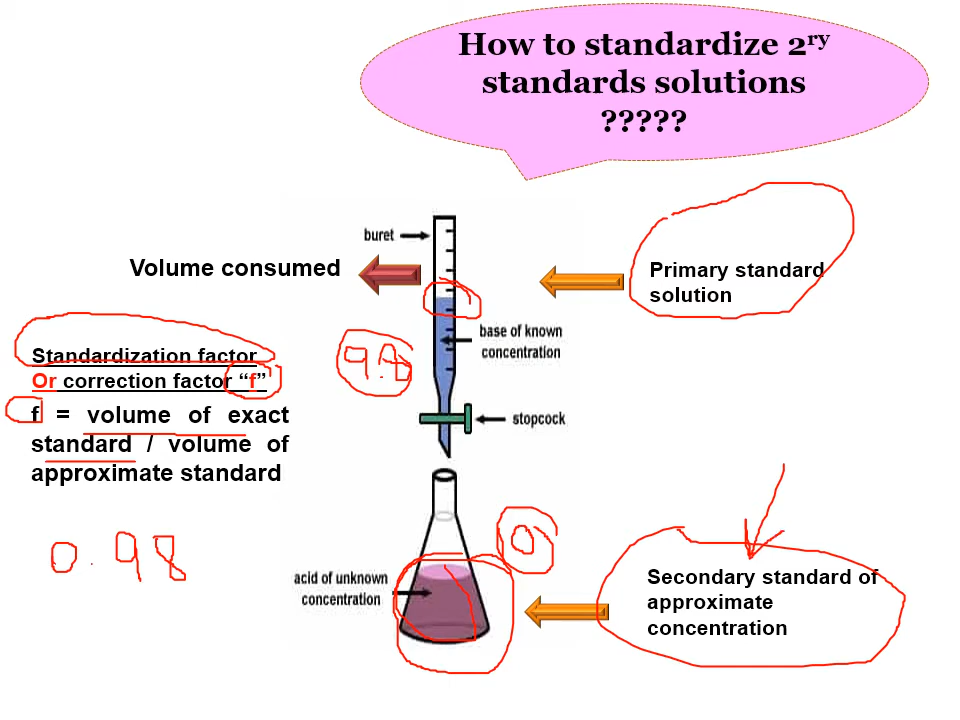 How to standardize 2ry
standards solutions
?????
buret
Volume consumed
Primary standard
solution
base of known
concentration
Standardization factor
Or correction factor “f”
f = volume of exact
standard / volume of
approximate standard
9.8
stopcock
0.98
acid of unknown
concentration
Secondary standard of
approximate
concentration